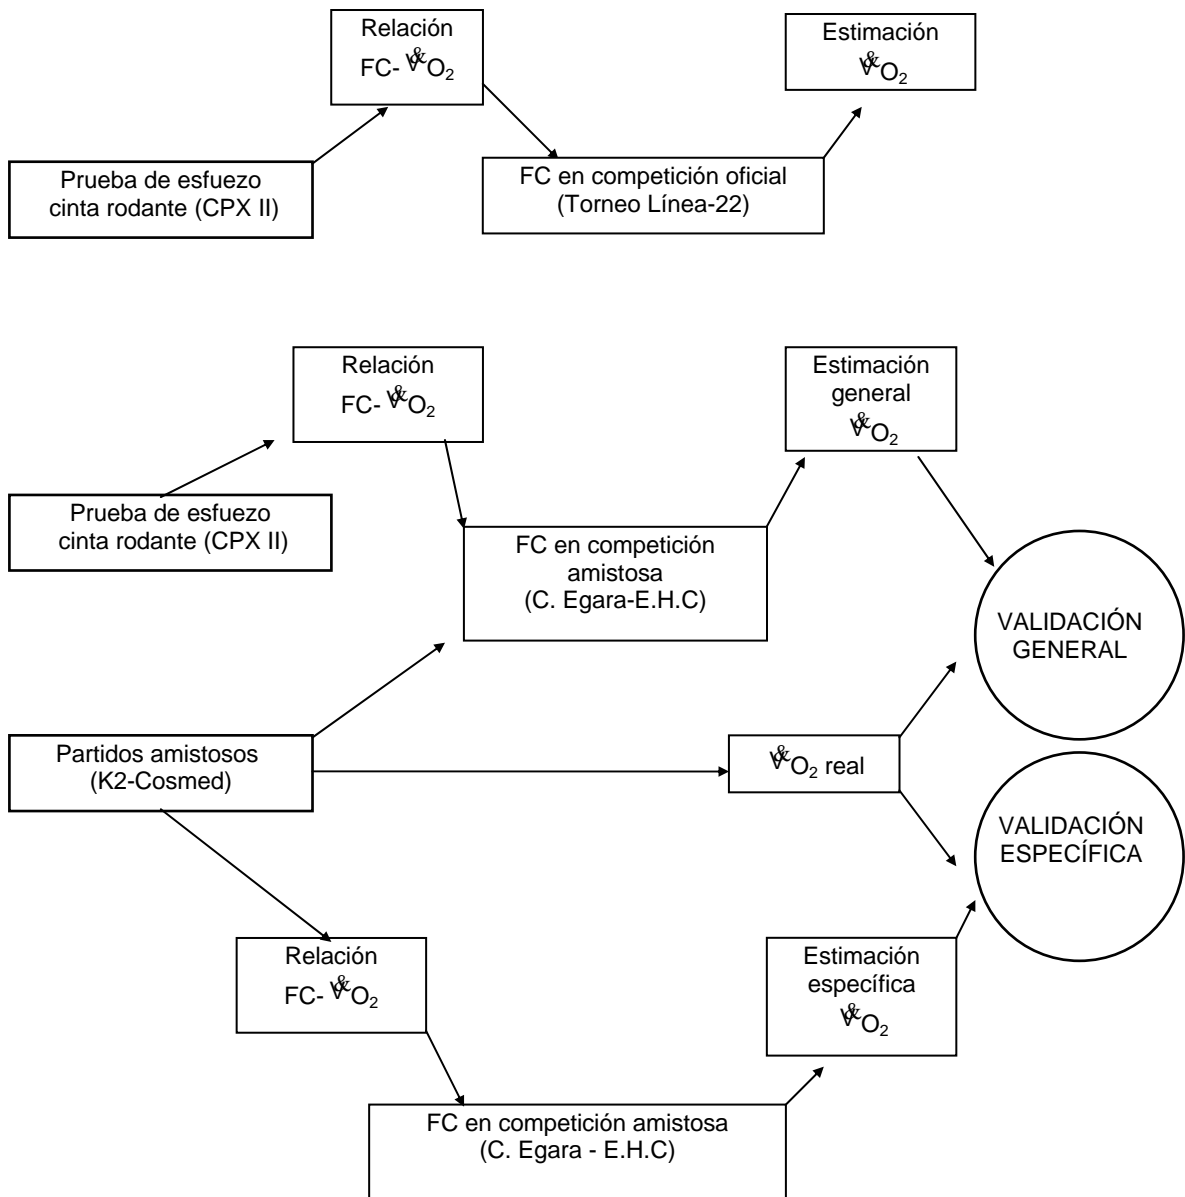 Relación
FC- V̇O₂
Estimación
V̇O₂
Prueba de esfuezo
cinta rodante (CPX II)
FC en competición oficial
(Torneo Línea-22)
Relación
FC- V̇O₂
Estimación
general
V̇O₂
Prueba de esfuezo
cinta rodante (CPX II)
FC en competición
amistosa
(C. Egara-E.H.C)
VALIDACIÓN
GENERAL
Partidos amistosos
(K2-Cosmed)
V̇O₂ real
VALIDACIÓN
ESPECÍFICA
Relación
FC- V̇O₂
Estimación
específica
V̇O₂
FC en competición amistosa
(C. Egara - E.H.C)